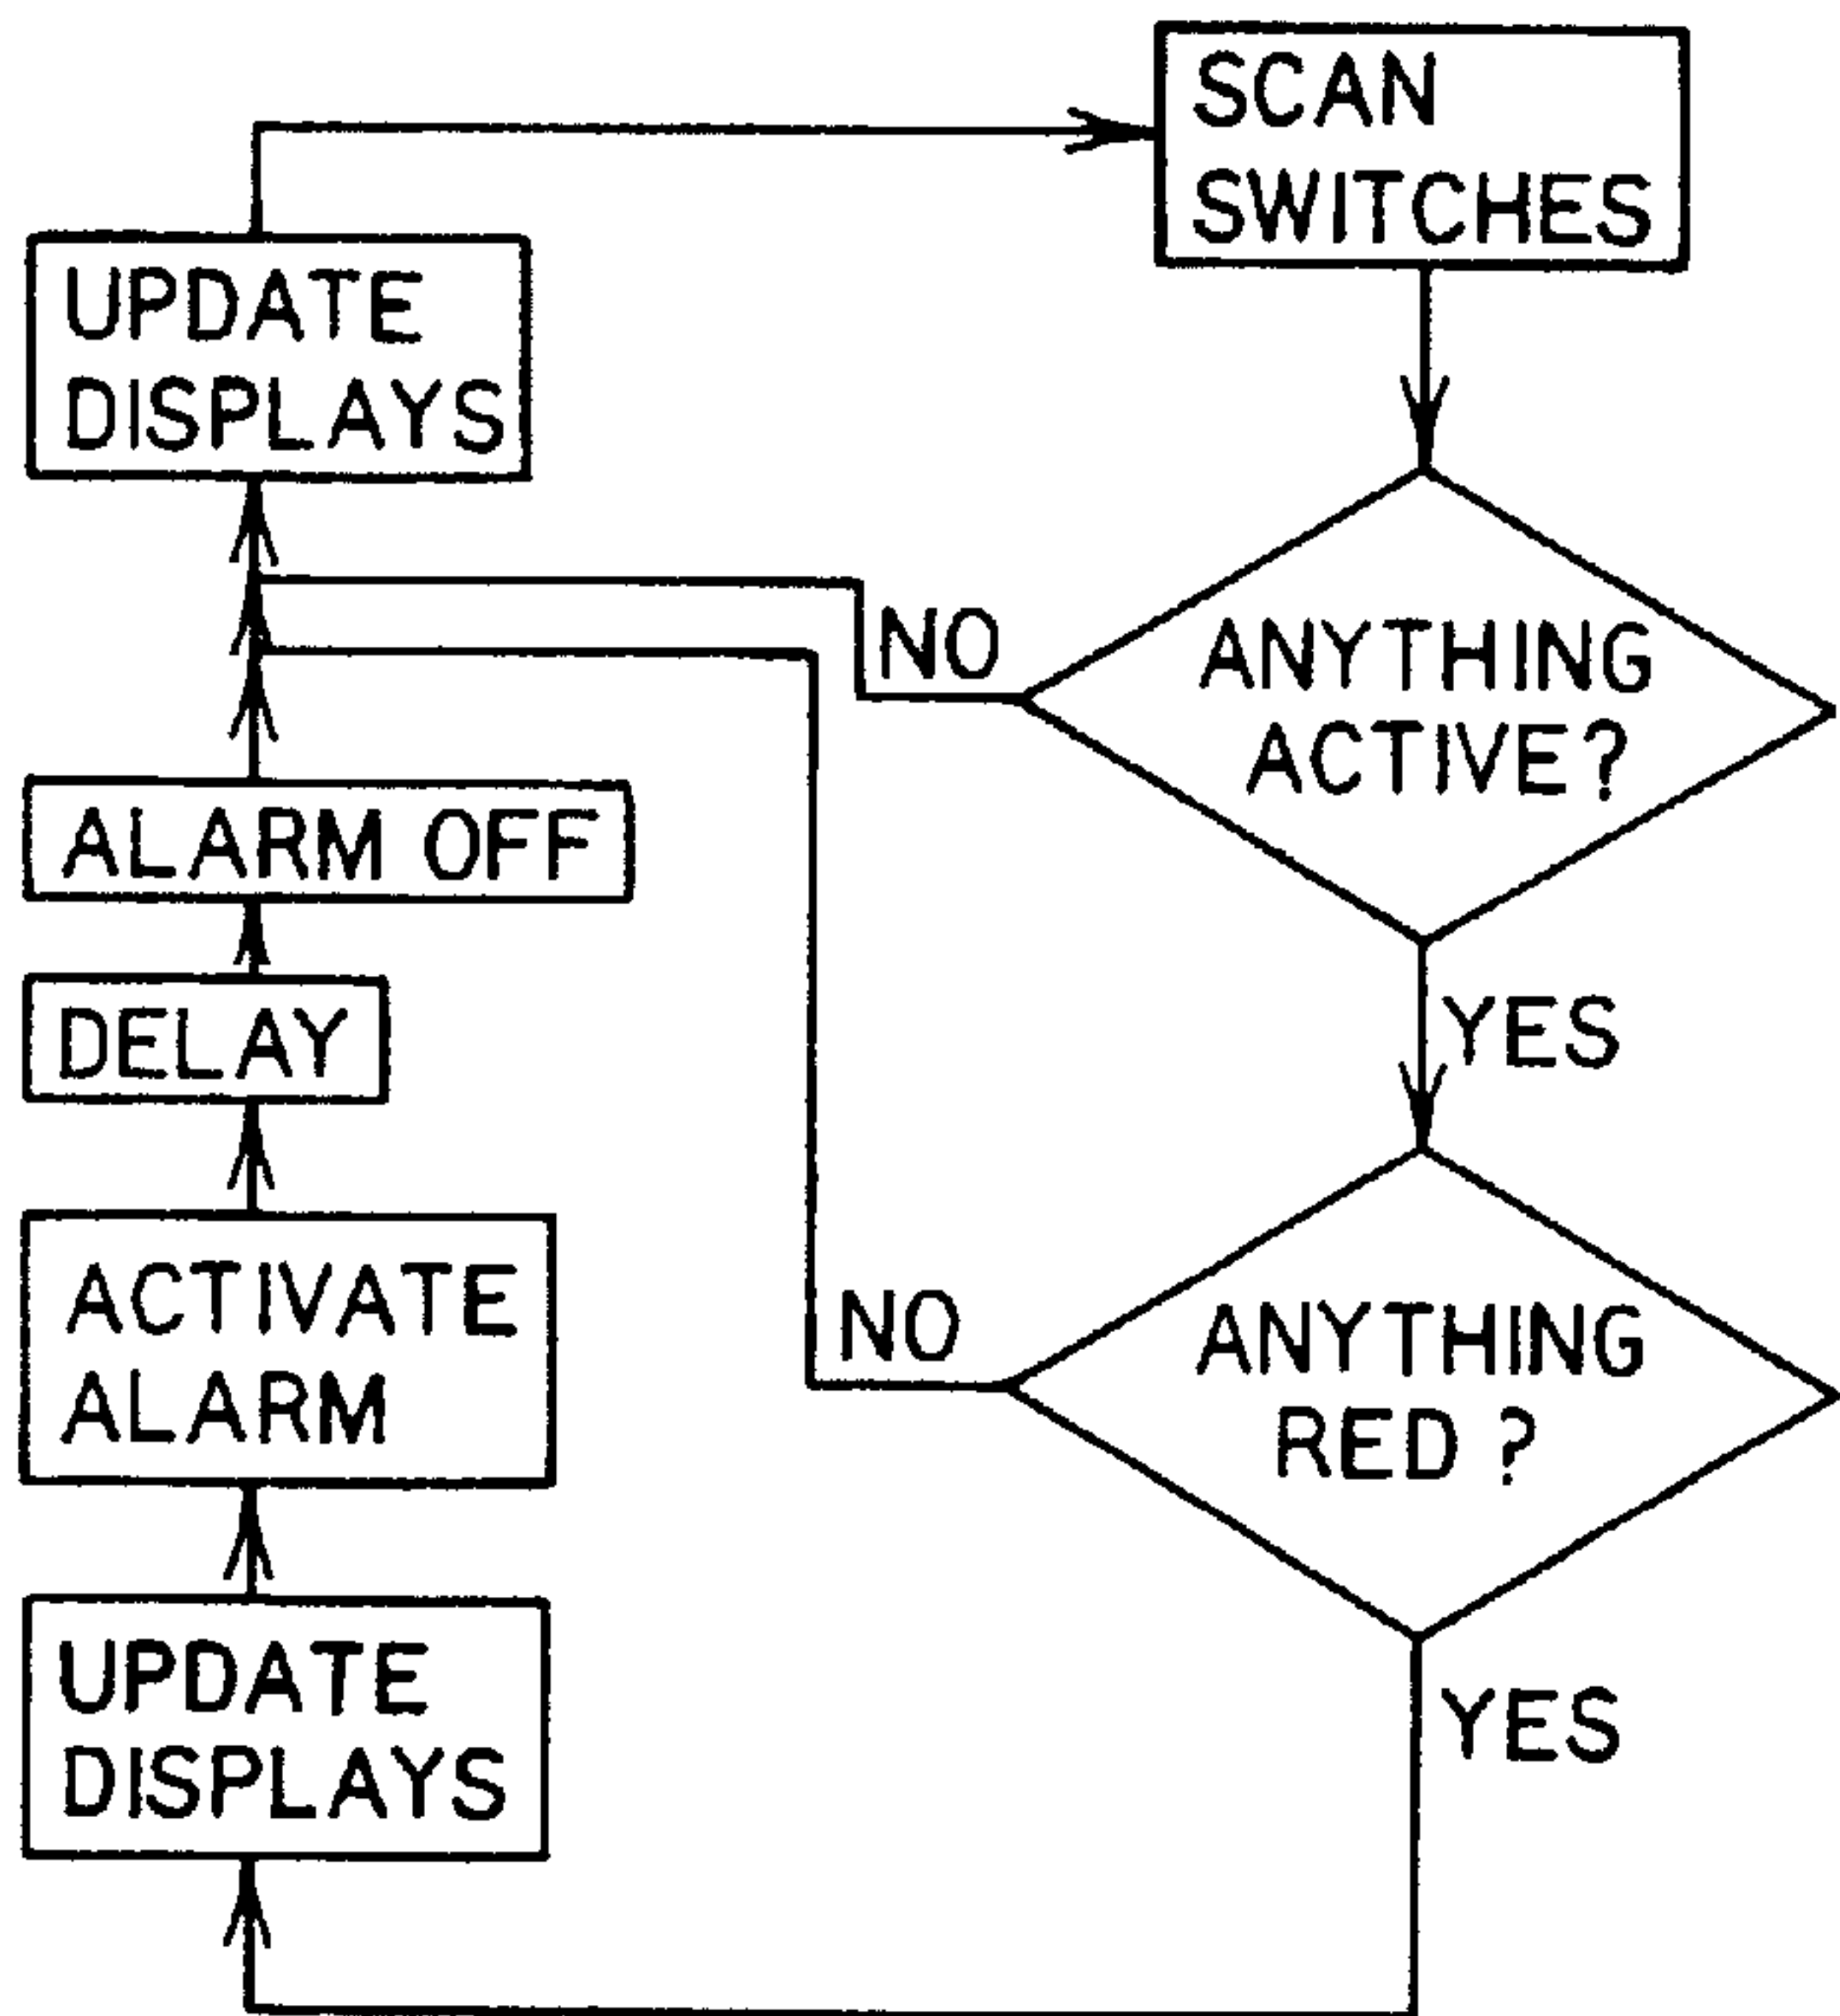 SCAN
SWITCHES
UPDATE
DISPLAYS
NO
ANYTHING
ACTIVE?
ALARM OFF
DELAY
YES
ACTIVATE
ALARM
NO
ANYTHING
RED?
UPDATE
DISPLAYS
YES